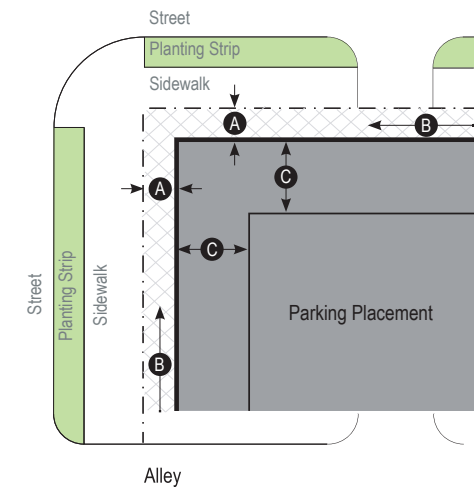 Street
Planting Strip
Sidewalk
A
B
C
A
C
Parking Placement
B
Street
Planting Strip
Sidewalk
Alley